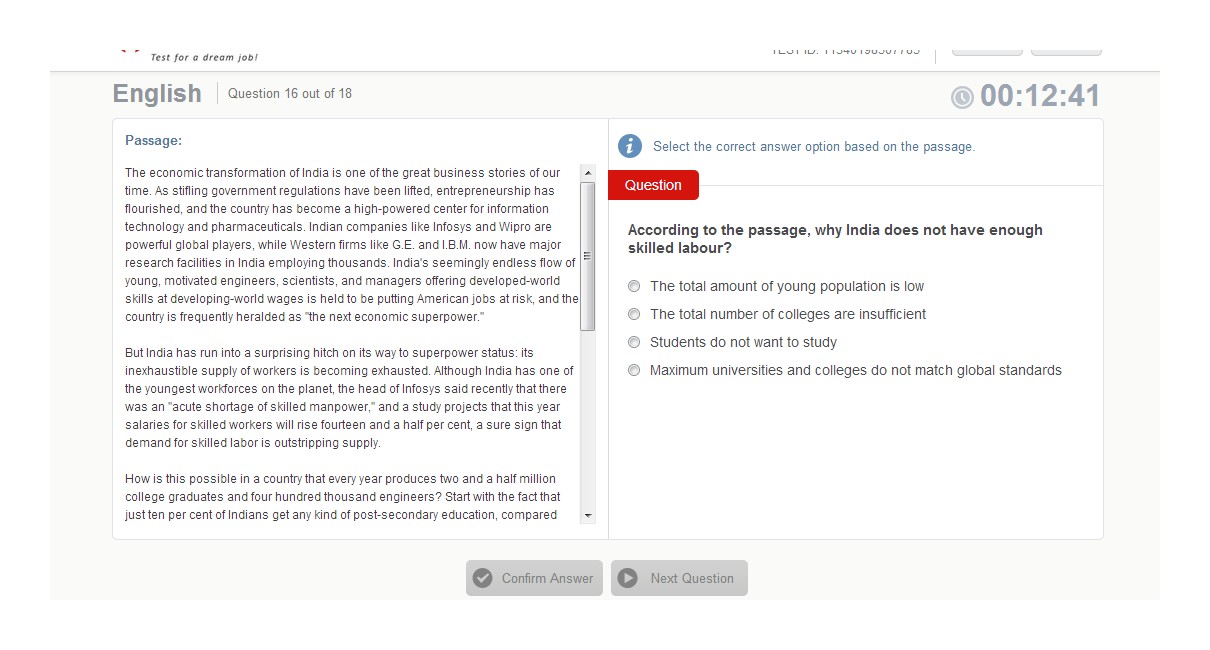 Test for a dream job!
English
Question 16 out of 18
00:12:41
Passage:
The economic transformation of India is one of the great business stories of our
time. As stifling government regulations have been lifted, entrepreneurship has
flourished, and the country has become a high-powered center for information
technology and pharmaceuticals. Indian companies like Infosys and Wipro are
powerful global players, while Western firms like G.E. and I.B.M. now have major
research facilities in India employing thousands. India's seemingly endless flow of
young, motivated engineers, scientists, and managers offering developed-world
skills at developing-world wages is held to be putting American jobs at risk, and the
country is frequently heralded as "the next economic superpower."
But India has run into a surprising hitch on its way to superpower status: its
inexhaustible supply of workers is becoming exhausted. Although India has one of
the youngest workforces on the planet, the head of Infosys said recently that there
was an "acute shortage of skilled manpower," and a study projects that this year
salaries for skilled workers will rise fourteen and a half per cent, a sure sign that
demand for skilled labor is outstripping supply.
How is this possible in a country that every year produces two and a half million
college graduates and four hundred thousand engineers? Start with the fact that
just ten per cent of Indians get any kind of post-secondary education, compared
Select the correct answer option based on the passage.
Question
According to the passage, why India does not have enough
skilled labour?
The total amount of young population is low
The total number of colleges are insufficient
Students do not want to study
Maximum universities and colleges do not match global standards
Confirm Answer
Next Question